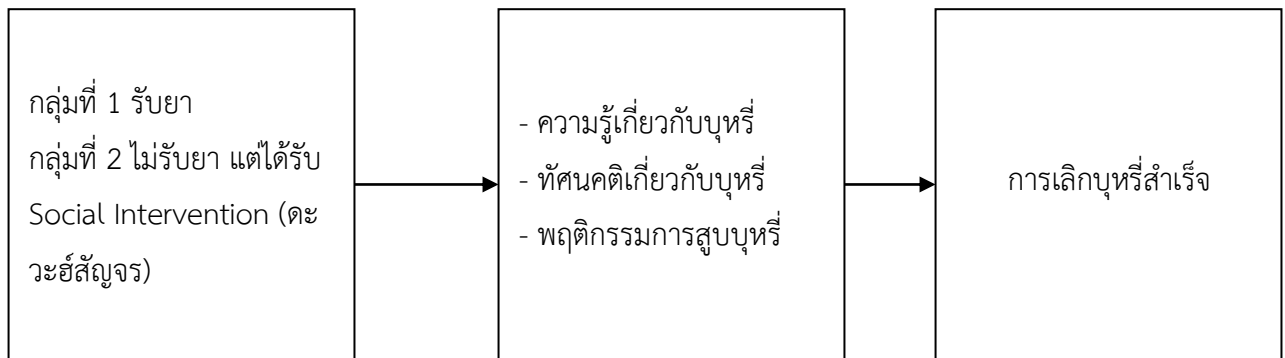 กลุ่มที่ 1 รับยา
กลุ่มที่ 2 ไม่รับยา แต่ได้รับ
Social Intervention (ดะ
วะฮ์สัญจร)
- ความรู้เกี่ยวกับบุหรี่
- ทัศนคติเกี่ยวกับบุหรี่
- พฤติกรรมการสูบบุหรี่
การเลิกบุหรี่สำเร็จ